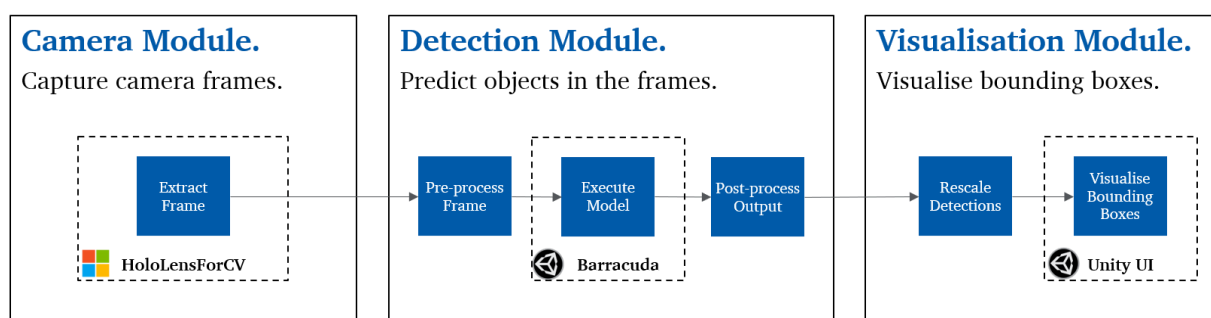 Camera Module.
Capture camera frames.
Extract
Frame
HoloLensForCV
Detection Module.
Predict objects in the frames.
Pre-process
Frame
Execute
Model
Post-process
Output
Barracuda
Visualisation Module.
Visualise bounding boxes.
Rescale
Detections
Visualise
Bounding
Boxes
Unity UI